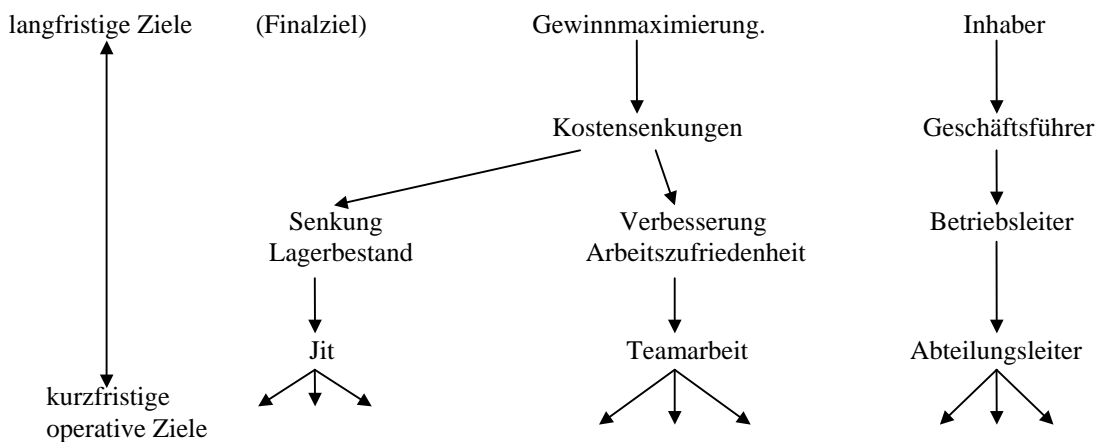 langfristige Ziele (Finalziel) Gewinnmaximierung. Inhaber
Kostensenkungen Geschäftsführer
Senkung Verbesserung Betriebsleiter
Lagerbestand Arbeitszufriedenheit
Jit Teamarbeit Abteilungsleiter
kurzfristige
operative Ziele